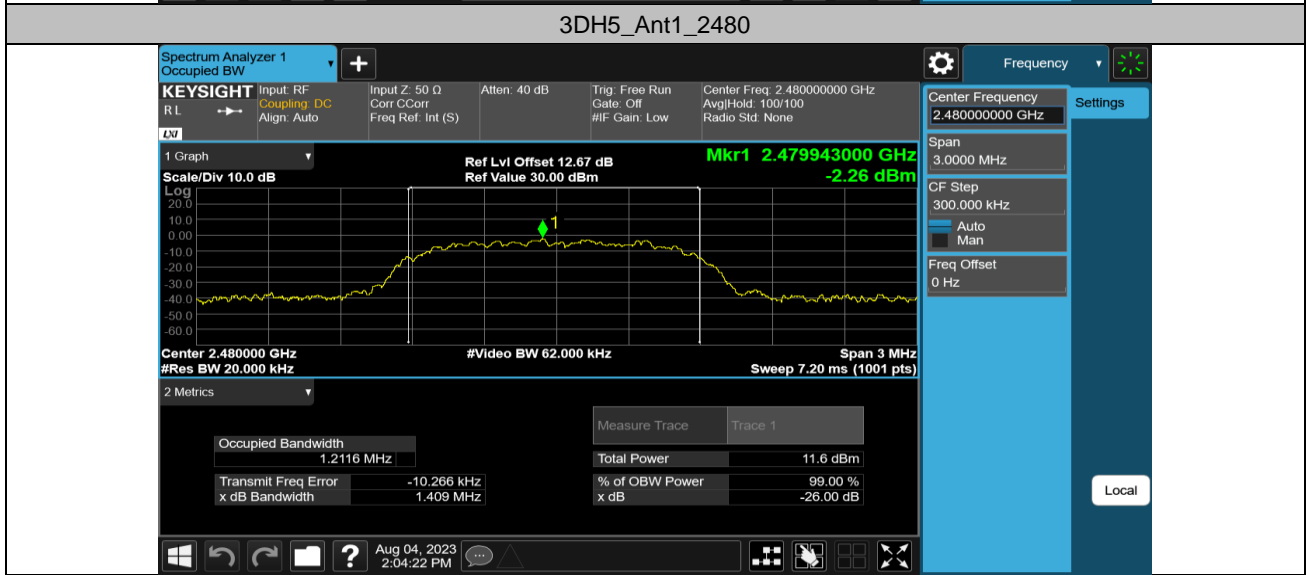 3DH5_Ant1_2480
Spectrum Analyzer 1
Occupied BW
Frequency
KEYSIGHT
R L
LXI
Input: RF
Coupling: DC
Align: Auto
Input Z: 50 Ω
Corr CCorr
Freq Ref: Int (S)
Atten: 40 dB
Trig: Free Run
Gate: Off
#IF Gain: Low
Center Freq: 2.480000000 GHz
Avg|Hold: 100/100
Radio Std: None
Center Frequency
2.480000000 GHz
Settings
Span
3.0000 MHz
CF Step
300.000 kHz
Auto
Man
Freq Offset
0 Hz
Local
1 Graph
Scale/Div 10.0 dB
Ref Lvl Offset 12.67 dB
Ref Value 30.00 dBm
Mkr1 2.479943000 GHz
-2.26 dBm
Log
20.0
10.0
0.00
-10.0
-20.0
-30.0
-40.0
-50.0
-60.0
1
Center 2.480000 GHz
#Res BW 20.000 kHz
#Video BW 62.000 kHz
Span 3 MHz
Sweep 7.20 ms (1001 pts)
2 Metrics
Measure Trace Trace 1
Occupied Bandwidth
1.2116 MHz
Total Power 11.6 dBm
Transmit Freq Error -10.266 kHz
% of OBW Power 99.00 %
x dB Bandwidth 1.409 MHz
x dB -26.00 dB
?
Aug 04, 2023
2:04:22 PM